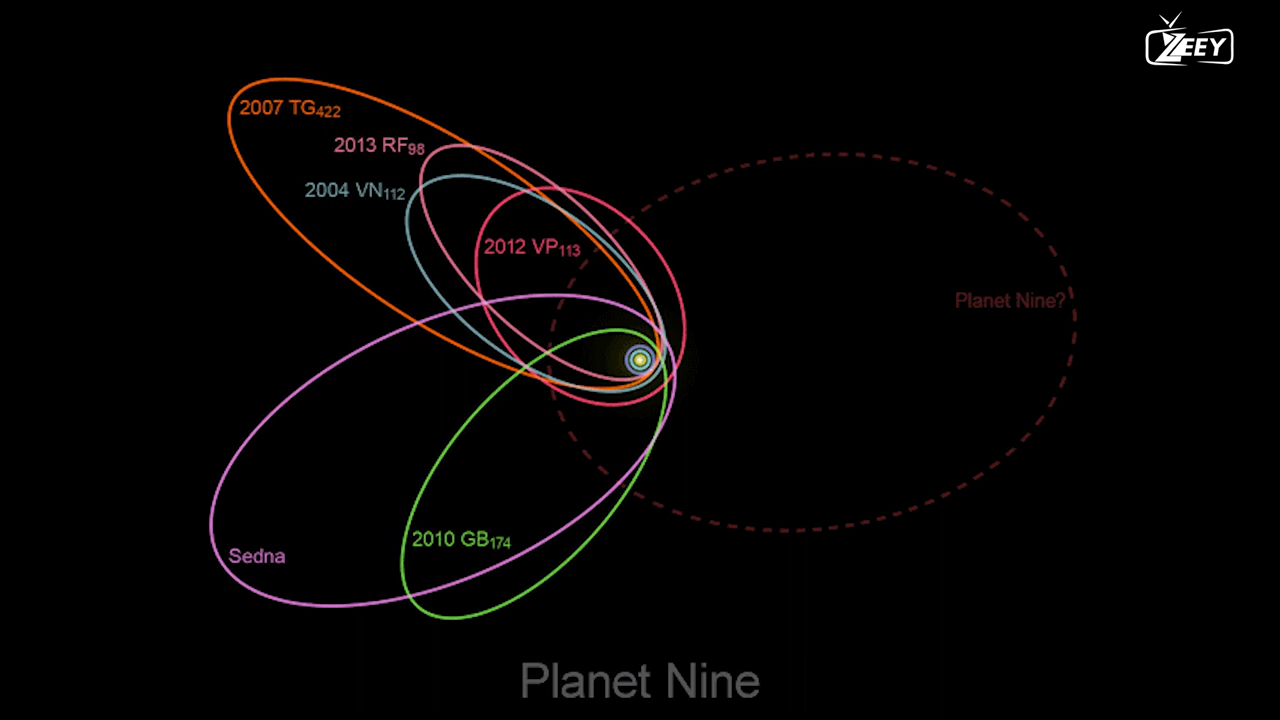 ZEEY
2007 TG₄₂₂
2013 RF₉₈
2004 VN₁₁₂
2012 VP₁₁₃
Planet Nine?
2010 GB₁₇₄
Sedna
Planet Nine